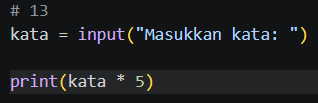 # 13
kata = input("Masukkan kata: ")
print(kata * 5)